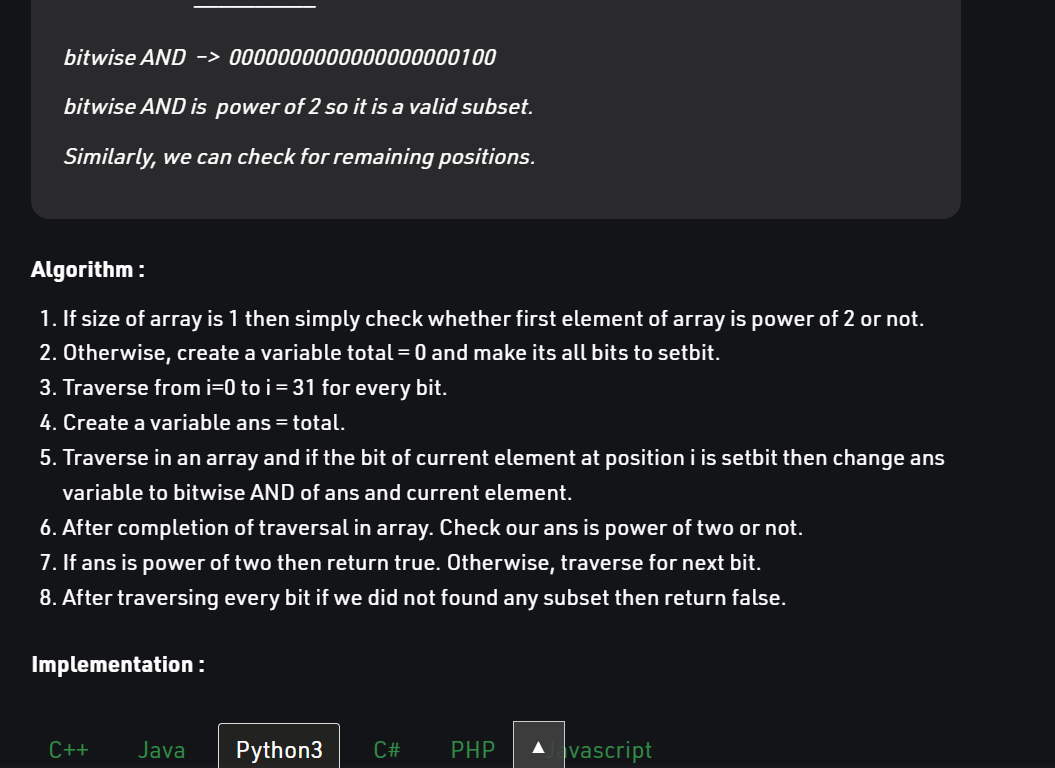 bitwise AND –> 0000000000000000000100
bitwise AND is power of 2 so it is a valid subset.
Similarly, we can check for remaining positions.
Algorithm :
1. If size of array is 1 then simply check whether first element of array is power of 2 or not.
2. Otherwise, create a variable total = 0 and make its all bits to setbit.
3. Traverse from i=0 to i = 31 for every bit.
4. Create a variable ans = total.
5. Traverse in an array and if the bit of current element at position i is setbit then change ans
variable to bitwise AND of ans and current element.
6. After completion of traversal in array. Check our ans is power of two or not.
7. If ans is power of two then return true. Otherwise, traverse for next bit.
8. After traversing every bit if we did not found any subset then return false.
Implementation :
C++ Java Python3 C# PHP ▲ Javascript